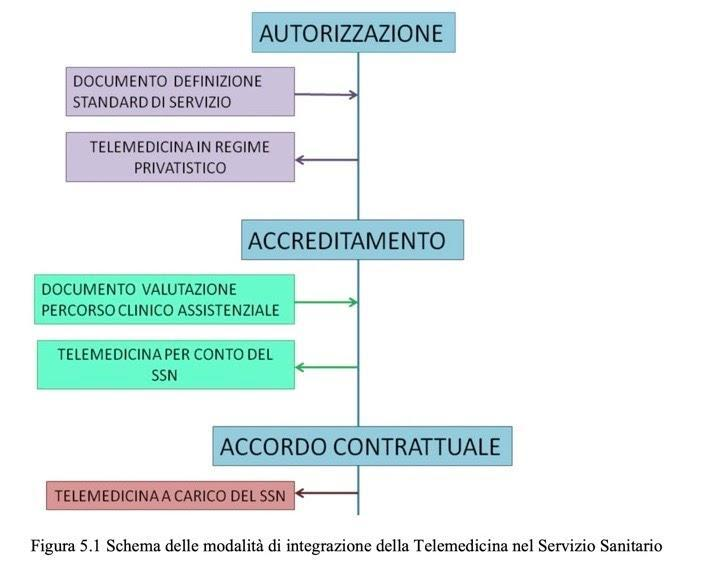 AUTORIZZAZIONE
DOCUMENTO DEFINIZIONE
STANDARD DI SERVIZIO
TELEMEDICINA IN REGIME
PRIVATISTICO
ACCREDITAMENTO
DOCUMENTO VALUTAZIONE
PERCORSO CLINICO ASSISTENZIALE
TELEMEDICINA PER CONTO DEL
SSN
ACCORDO CONTRATTUALE
TELEMEDICINA A CARICO DEL SSN
Figura 5.1 Schema delle modalità di integrazione della Telemedicina nel Servizio Sanitario